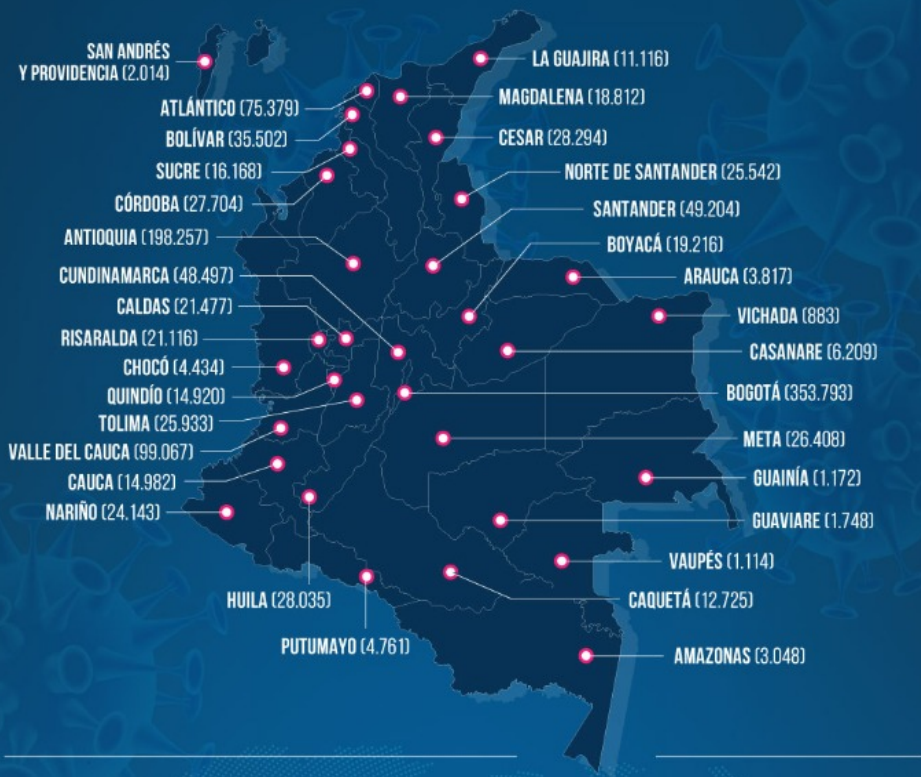 SAN ANDRÉS
Y PROVIDENCIA (2.014)
ATLÁNTICO (75.379)
BOLÍVAR (35.502)
SUCRE (16.168)
CÓRDOBA (27.704)
ANTIOQUIA (198.257)
CUNDINAMARCA (48.497)
CALDAS (21.477)
RISARALDA (21.116)
CHOCÓ (4.434)
QUINDÍO (14.920)
TOLIMA (25.933)
VALLE DEL CAUCA (99.067)
CAUCA (14.982)
NARIÑO (24.143)
HUILA (28.035)
PUTUMAYO (4.761)
LA GUAJIRA (11.116)
MAGDALENA (18.812)
CESAR (28.294)
NORTE DE SANTANDER (25.542)
SANTANDER (49.204)
BOYACÁ (19.216)
ARAUCA (3.817)
VICHADA (883)
CASANARE (6.209)
BOGOTÁ (353.793)
META (26.408)
GUAINÍA (1.172)
GUAVIARE (1.748)
VAUPÉS (1.114)
CAQUETÁ (12.725)
AMAZONAS (3.048)